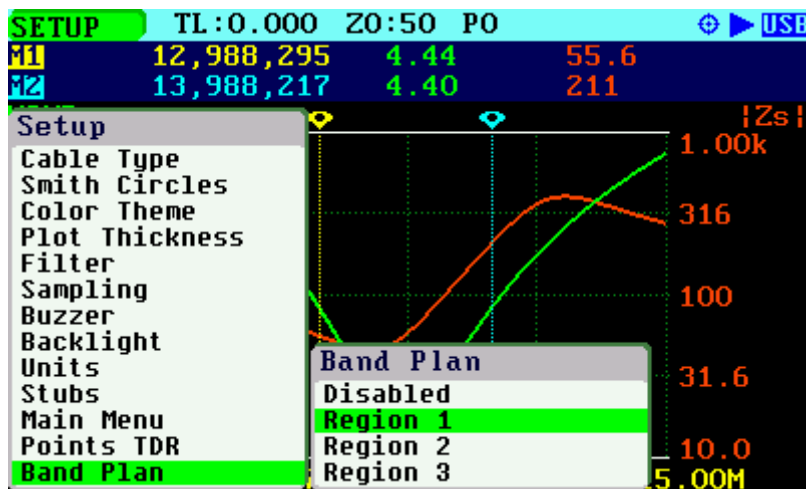 SETUP TL:0.000 Z0:50 P0 USB
M1 12,988,295 4.44 55.6
M2 13,988,217 4.40 211
|Zs|
Setup
1.00k
Cable Type
Smith Circles
Color Theme
316
Plot Thickness
Filter
Sampling
100
Buzzer
Backlight
Band Plan
Units
31.6
Stubs
Disabled
Main Menu
Region 1
Points TDR
Region 2
10.0
Band Plan
Region 3
5.00M